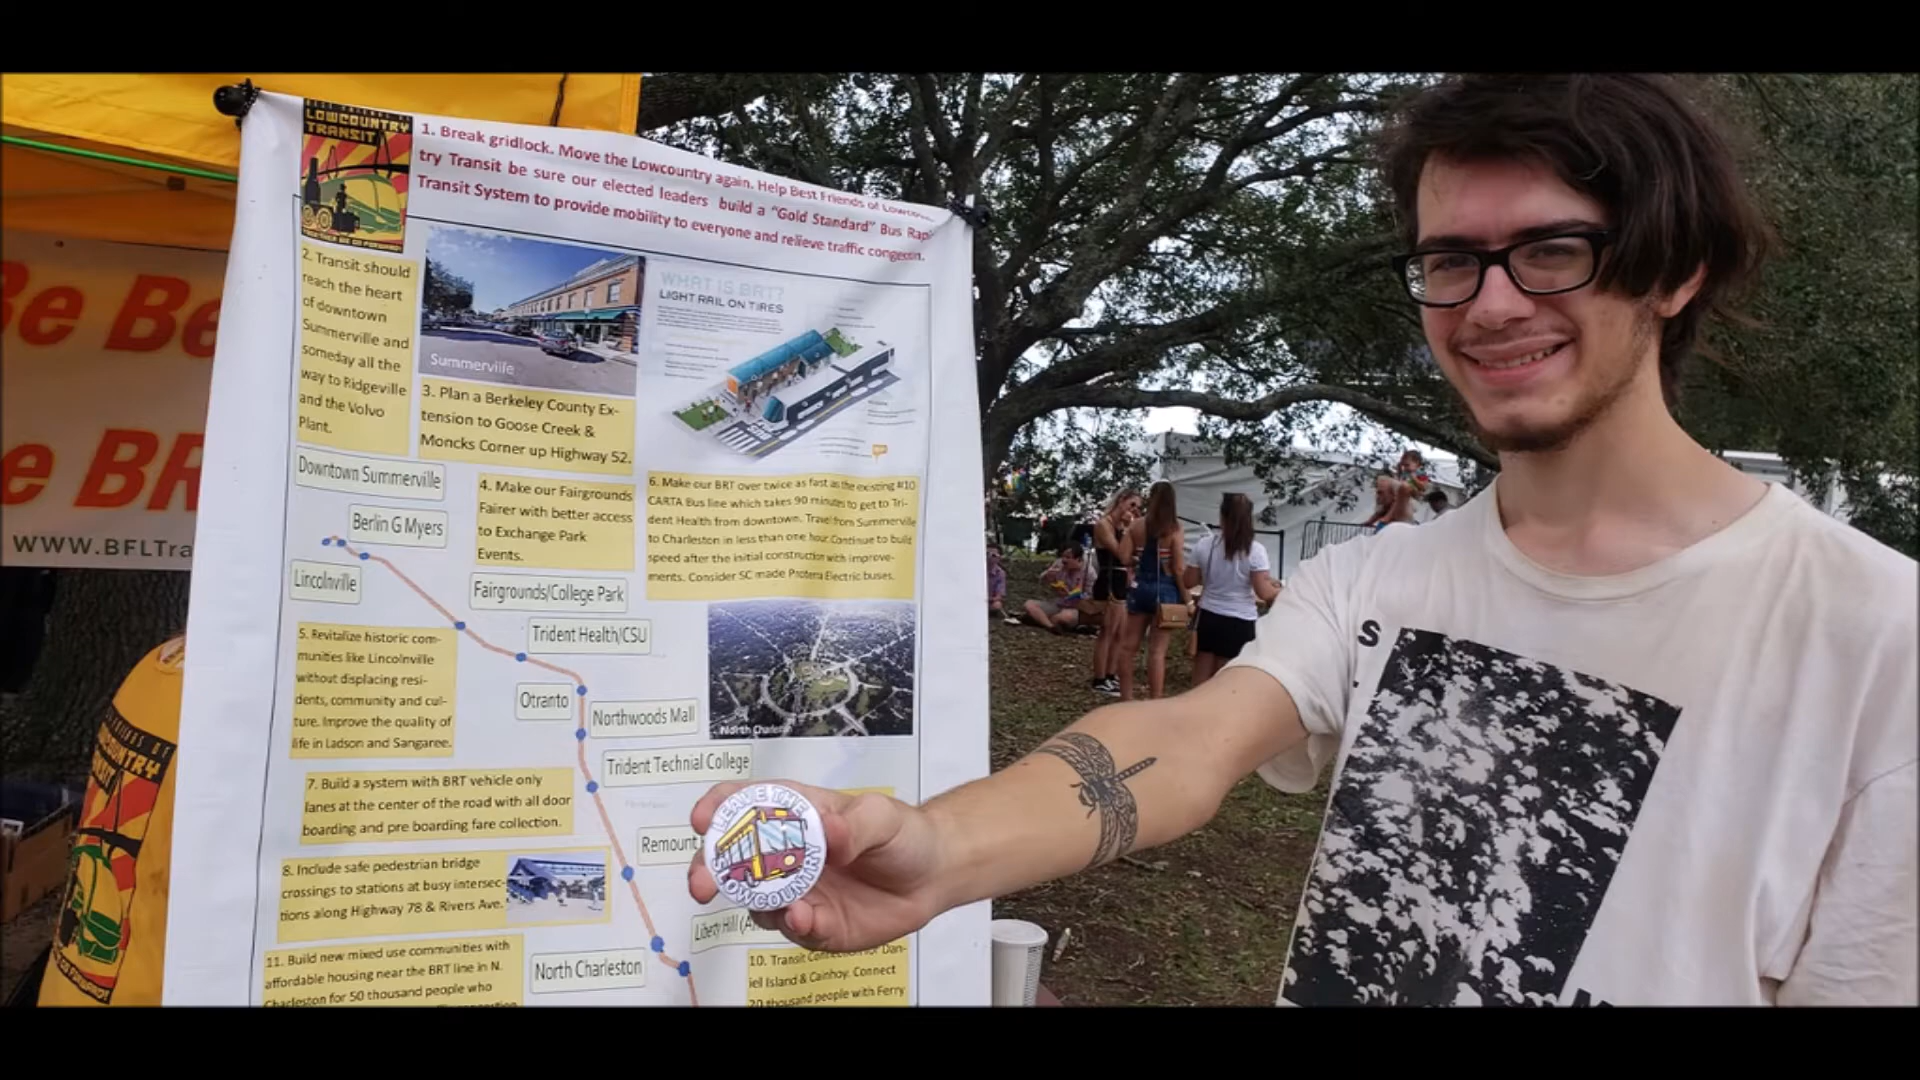 LOWCOUNTRY
TRANSIT
TOGETHER WE GO FORWARD!
1. Break gridlock. Move the Lowcountry again. Help Best Friends of
try Transit be sure our elected leaders build a "Gold Standard" Bus Rap
Transit System to provide mobility to everyone and relieve traffic congestin.
2. Transit should
reach the heart
of downtown
Summerville and
someday all the
way to Ridgeville
and the Volvo
Plant.
Summerville
WHAT IS BRT?
LIGHT RAIL ON TIRES
3. Plan a Berkeley County Ex-
tension to Goose Creek &
Moncks Corner up Highway 52.
4. Make our Fairgrounds
Fairer with better access
to Exchange Park
Events.
6. Make our BRT over twice as fast as the existing #10
CARTA Bus line which takes 90 minutes to get to Tri-
dent Health from downtown. Travel from Summerville
to Charleston in less than one hour. Continue to build
speed after the initial construction with improve-
ments. Consider SC made Proterra Electric buses.
Downtown Summerville
Berlin G Myers
Lincolnville
Fairgrounds/College Park
Trident Health/CSU
Otranto
Northwoods Mall
Trident Technial College
Remount
Liberty Hill
North Charleston
North Charleston
5. Revitalize historic com-
munities like Lincolnville
without displacing resi-
dents, community and cul-
ture. Improve the quality of
life in Ladson and Sangaree.
7. Build a system with BRT vehicle only
lanes at the center of the road with all door
boarding and pre boarding fare collection.
8. Include safe pedestrian bridge
crossings to stations at busy intersec-
tions along Highway 78 & Rivers Ave.
11. Build new mixed use communities with
affordable housing near the BRT line in N.
Charleston for 50 thousand people who
10. Transit Connection for Dan-
iel Island & Cainhoy. Connect
20 thousand people with Ferry
LEAVE THE
SLOWCOUNTRY
Be Be
e BR
WWW.BFLTra
S